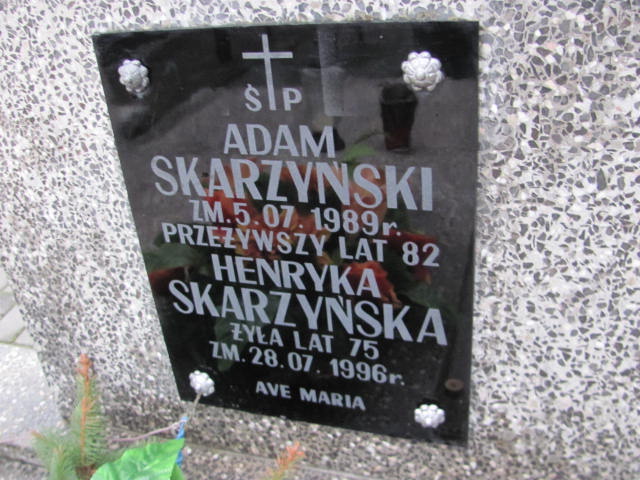 Ś P
ADAM
SKARZYŃSKI
ZM. 5.07.1989r.
PRZEŻYWSZY LAT 82
HENRYKA
SKARZYŃSKA
ŻYŁA LAT 75
ZM. 28.07.1996r.
AVE MARIA